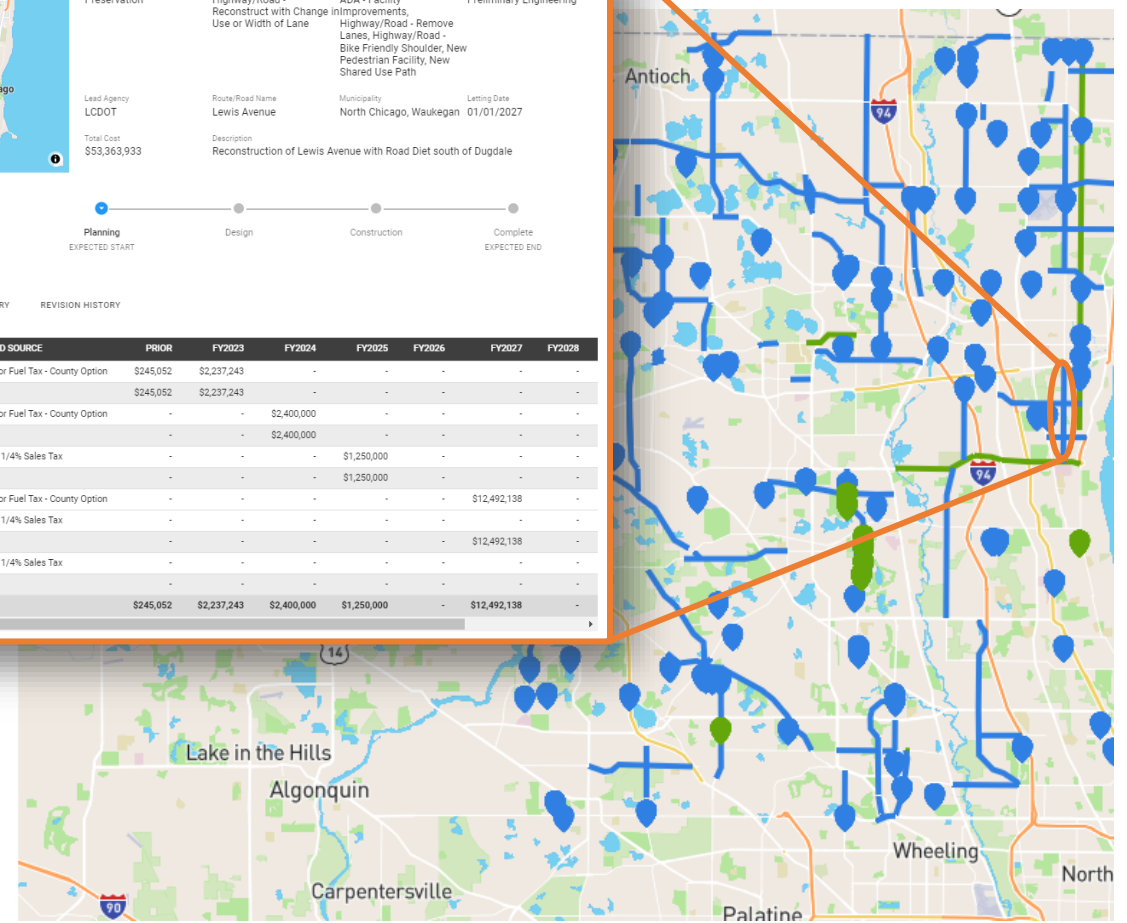 Preservation
Highway/Road -
ADA - Facility
Preliminary Engineering
Reconstruct with Change in
Improvements,
Use or Width of Lane
Highway/Road - Remove
Lanes, Highway/Road -
Bike Friendly Shoulder, New
Pedestrian Facility, New
Shared Use Path
ago
Lead Agency
Route/Road Name
Municipality
Letting Date
LCDOT
Lewis Avenue
North Chicago, Waukegan
01/01/2027
Total Cost
Description
$53,363,933
Reconstruction of Lewis Avenue with Road Diet south of Dugdale
Planning
Design
Construction
Complete
EXPECTED START
EXPECTED END
RY
REVISION HISTORY
D SOURCE PRIOR FY2023 FY2024 FY2025 FY2026 FY2027 FY2028
or Fuel Tax - County Option $245,052 $2,237,243 - - - - -
$245,052 $2,237,243 - - - - -
or Fuel Tax - County Option - - $2,400,000 - - - -
- - $2,400,000 - - - -
1/4% Sales Tax - - - $1,250,000 - - -
- - - $1,250,000 - - -
or Fuel Tax - County Option - - - - - $12,492,138 -
1/4% Sales Tax - - - - - - -
- - - - - $12,492,138 -
1/4% Sales Tax - - - - - - -
- - - - - - -
$245,052 $2,237,243 $2,400,000 $1,250,000 - $12,492,138 -
Antioch
94
94
14
Lake in the Hills
Algonquin
Wheeling
North
Carpentersville
90
Palatine